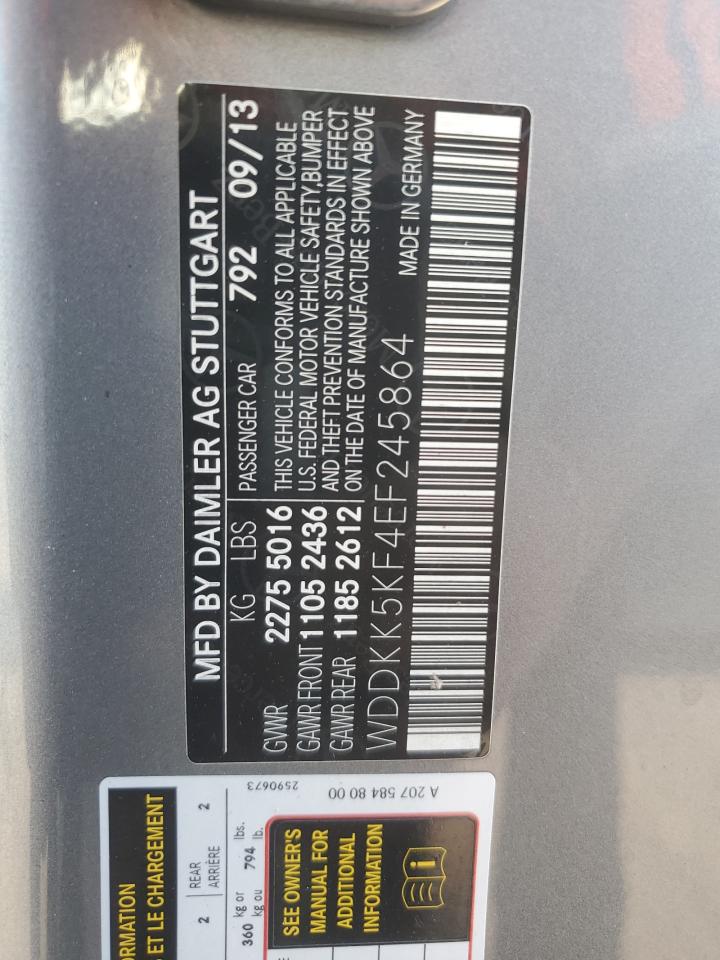 MFD BY DAIMLER AG STUTTGART
KG LBS PASSENGER CAR 792 09/13
GVWR 2275 5016
GAWR FRONT 1105 2436
GAWR REAR 1185 2612
THIS VEHICLE CONFORMS TO ALL APPLICABLE
U.S. FEDERAL MOTOR VEHICLE SAFETY,BUMPER
AND THEFT PREVENTION STANDARDS IN EFFECT
ON THE DATE OF MANUFACTURE SHOWN ABOVE
WDDKK5KF4EF245864 MADE IN GERMANY
ET LE CHARGEMENT
2 REAR 2
ARRIÈRE
360 kg or 794 lbs.
kg ou lb.
2590673
SEE OWNER'S
MANUAL FOR
ADDITIONAL
INFORMATION
A 207 584 80 00